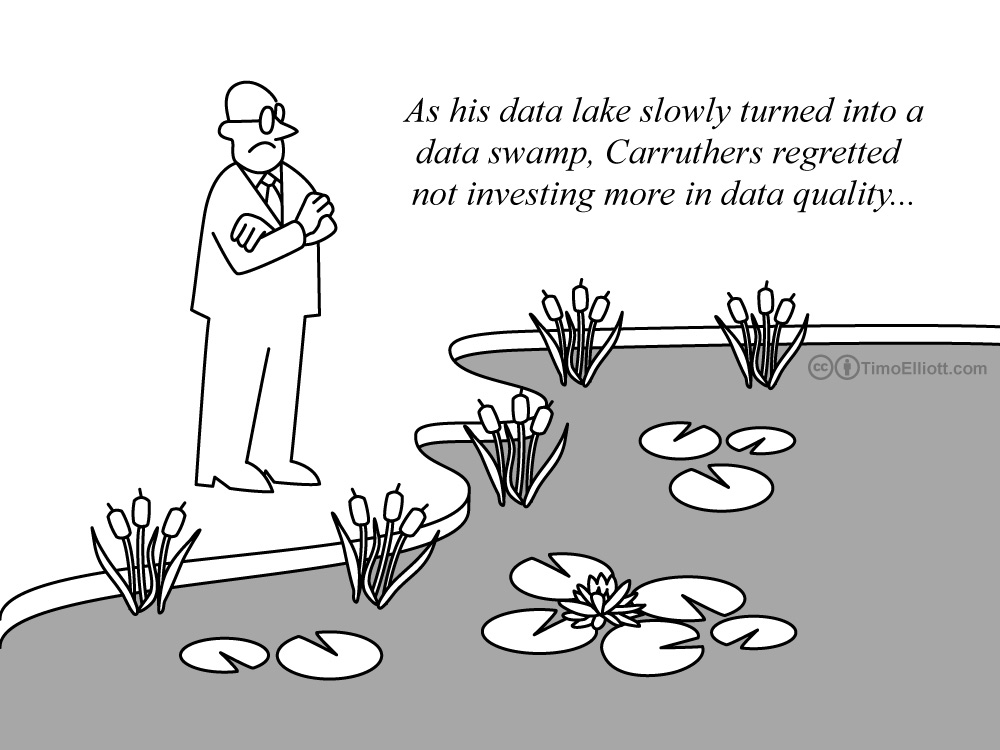 As his data lake slowly turned into a
data swamp, Carruthers regretted
not investing more in data quality...
cc TimoElliott.com